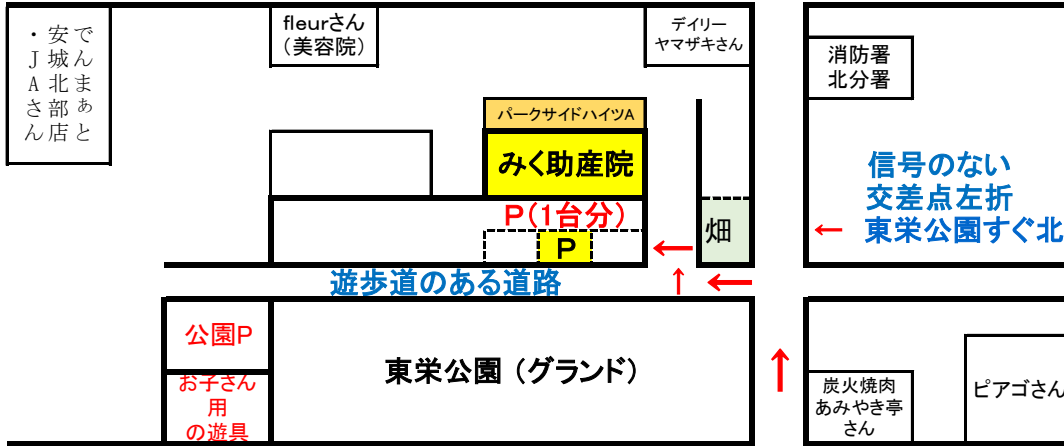 でんまぁと
安城北部店
・ＪＡさん
fleurさん
（美容院）
デイリー
ヤマザキさん
消防署
北分署
パークサイドハイツA
みく助産院
P(1台分)
P
畑
信号のない
交差点左折
← 東栄公園すぐ北
←
↑ ←
遊歩道のある道路
公園P
お子さん
用
の遊具
東栄公園（グランド）
↑
炭火焼肉
あみやき亭
さん
ピアゴさん